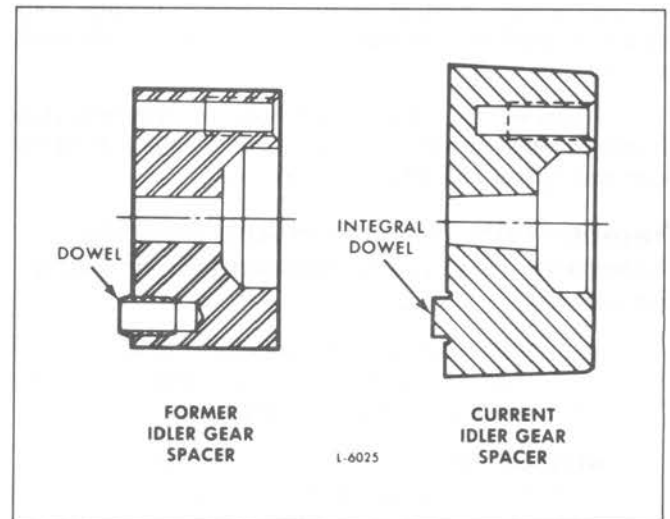 DOWEL
INTEGRAL
DOWEL
FORMER
IDLER GEAR
SPACER
L-6025
CURRENT
IDLER GEAR
SPACER